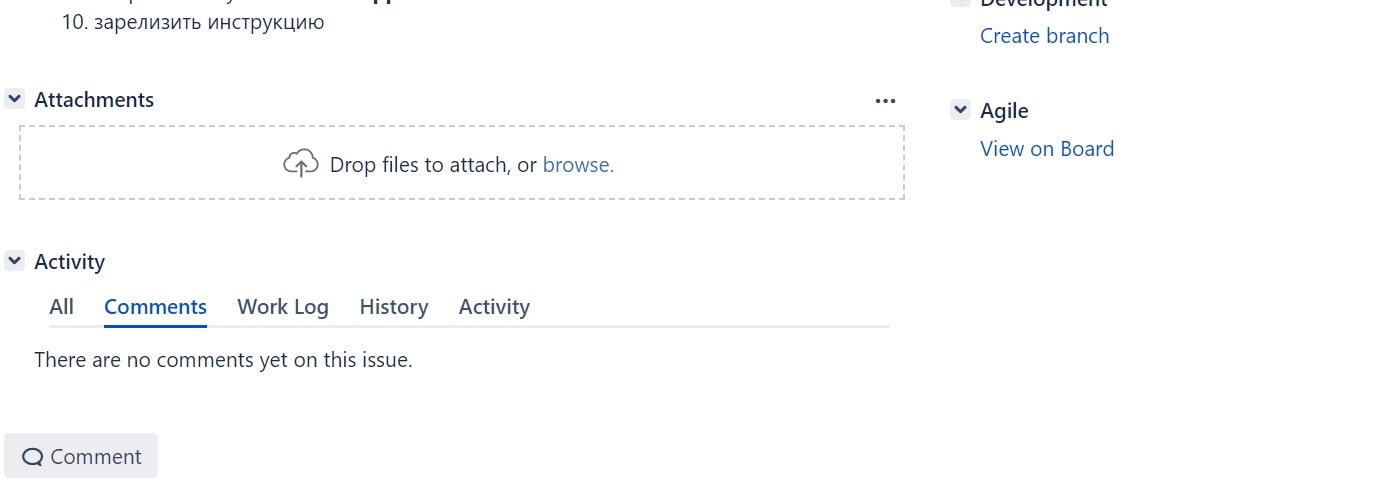 10. зарелизить инструкцию
Attachments
Drop files to attach, or browse.
Activity
All Comments Work Log History Activity
There are no comments yet on this issue.
Comment
Development
Create branch
Agile
View on Board